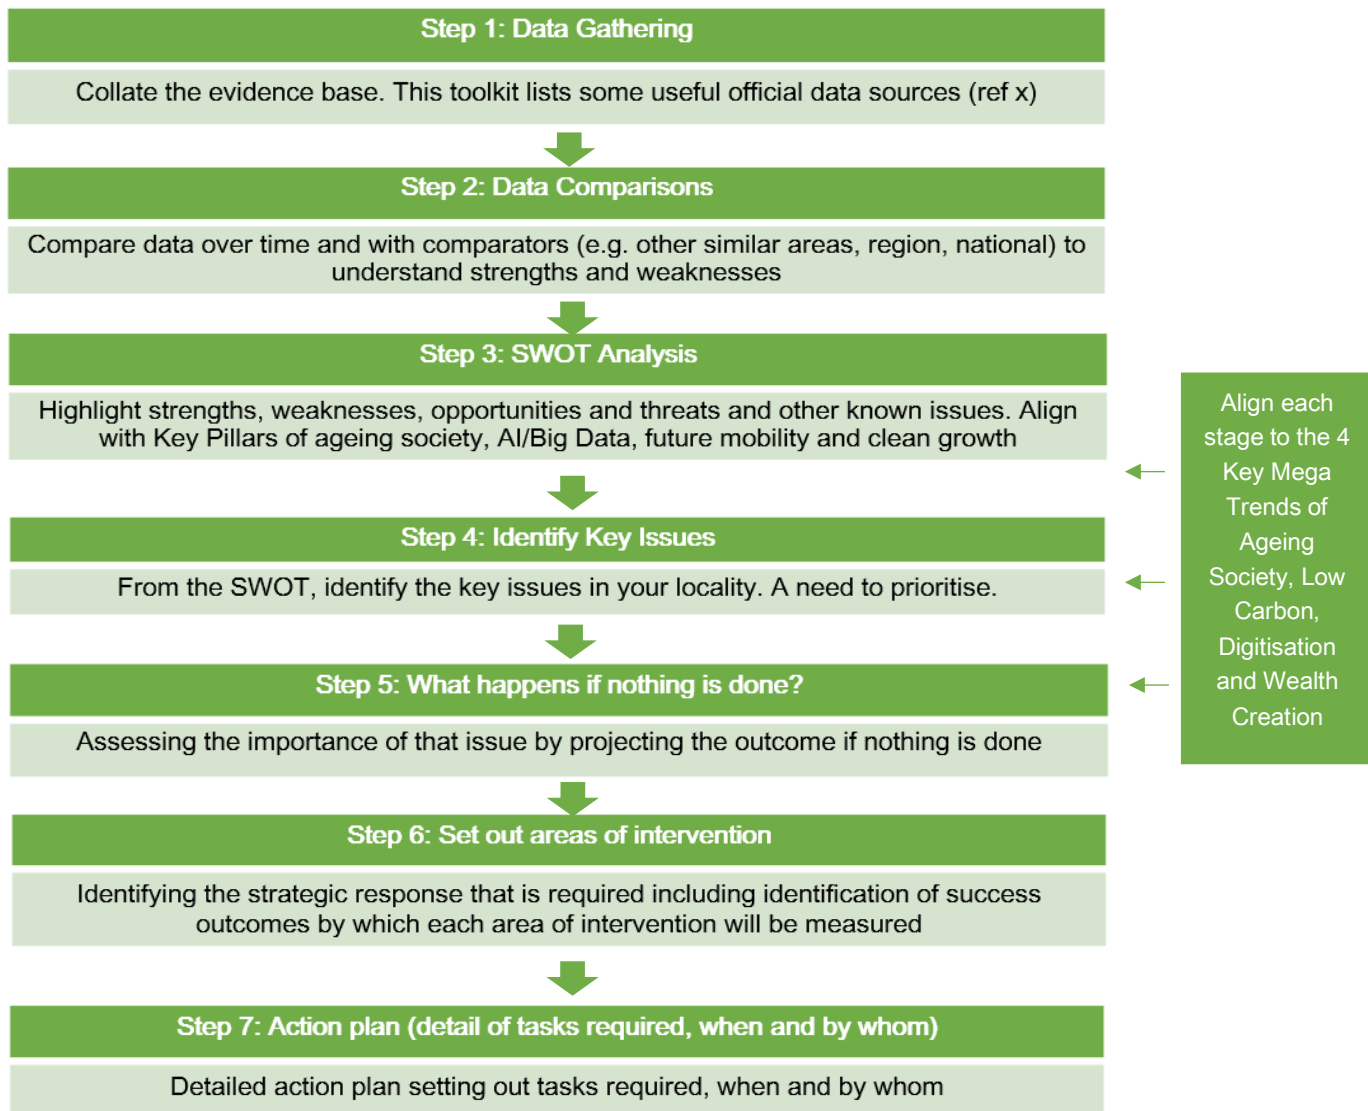 Step 1: Data Gathering
Collate the evidence base. This toolkit lists some useful official data sources (ref x)
Step 2: Data Comparisons
Compare data over time and with comparators (e.g. other similar areas, region, national) to
understand strengths and weaknesses
Step 3: SWOT Analysis
Highlight strengths, weaknesses, opportunities and threats and other known issues. Align
with Key Pillars of ageing society, AI/Big Data, future mobility and clean growth
Step 4: Identify Key Issues
From the SWOT, identify the key issues in your locality. A need to prioritise.
Step 5: What happens if nothing is done?
Assessing the importance of that issue by projecting the outcome if nothing is done
Step 6: Set out areas of intervention
Identifying the strategic response that is required including identification of success
outcomes by which each area of intervention will be measured
Step 7: Action plan (detail of tasks required, when and by whom)
Detailed action plan setting out tasks required, when and by whom
Align each
stage to the 4
Key Mega
Trends of
Ageing
Society, Low
Carbon,
Digitisation
and Wealth
Creation